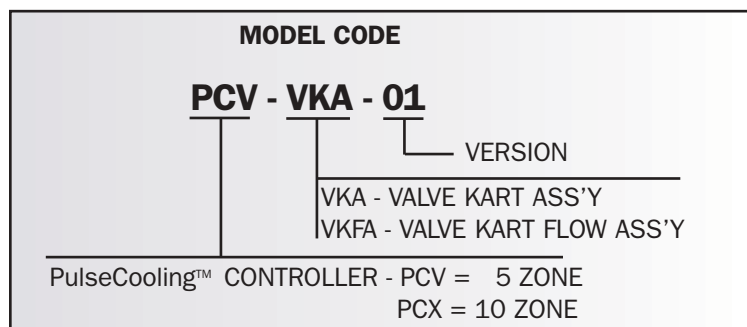 MODEL CODE
PCV - VKA - 01
VERSION
VKA - VALVE KART ASS'Y
VKFA - VALVE KART FLOW ASS'Y
PulseCooling™ CONTROLLER - PCV = 5 ZONE
PCX = 10 ZONE